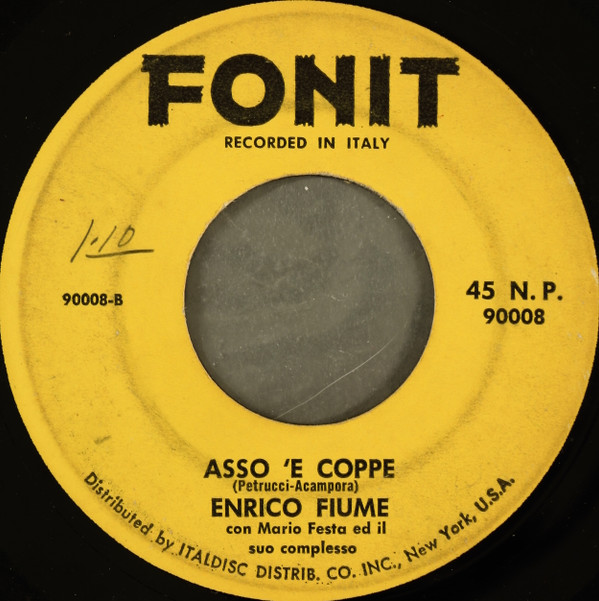 FONIT
RECORDED IN ITALY
1.10
90008-B
45 N.P.
90008
ASSO 'E COPPE
(Petrucci-Acampora)
ENRICO FIUME
con Mario Festa ed il
suo complesso
Distributed by ITALDISC DISTRIB. CO. INC., New York, U.S.A.